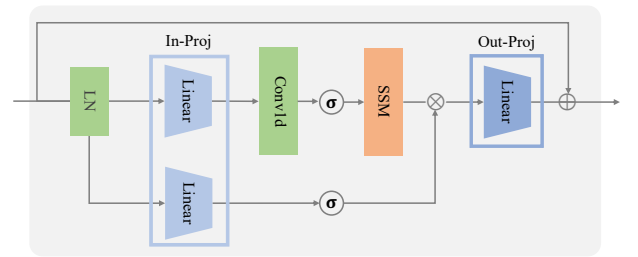 In-Proj
Out-Proj
LN
Linear
Conv1d
σ
SSM
Linear
Linear
σ